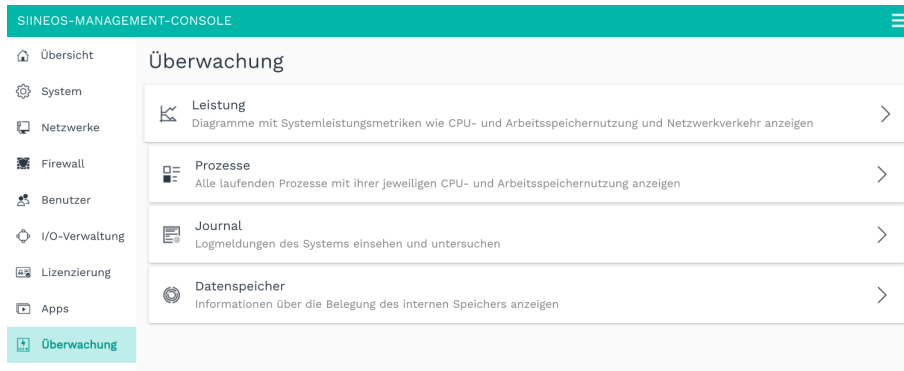 SIINEOS-MANAGEMENT-CONSOLE
Übersicht
System
Netzwerke
Firewall
Benutzer
I/O-Verwaltung
Lizenzierung
Apps
Überwachung
Überwachung
Leistung
Diagramme mit Systemleistungsmetriken wie CPU- und Arbeitsspeichernutzung und Netzwerkverkehr anzeigen
Prozesse
Alle laufenden Prozesse mit ihrer jeweiligen CPU- und Arbeitsspeichernutzung anzeigen
Journal
Logmeldungen des Systems einsehen und untersuchen
Datenspeicher
Informationen über die Belegung des internen Speichers anzeigen